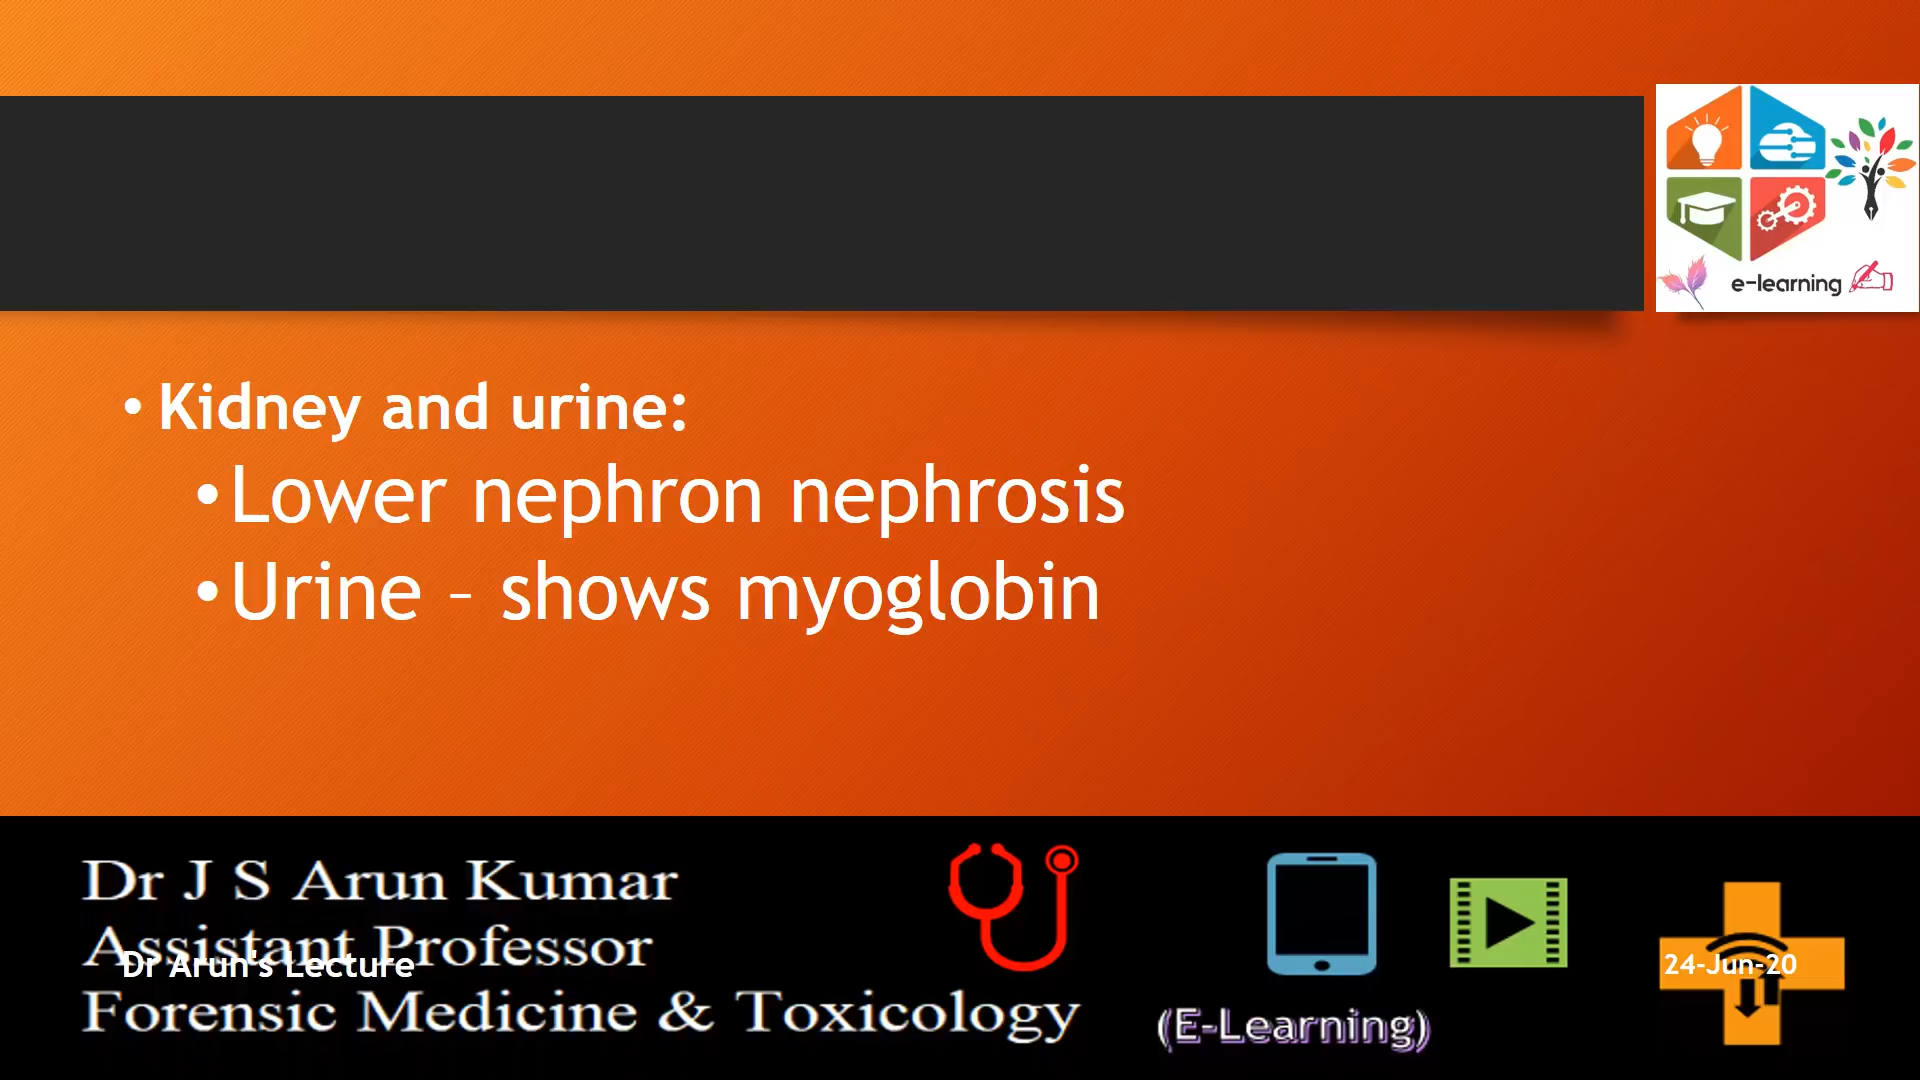 e-learning
• Kidney and urine:
• Lower nephron nephrosis
• Urine – shows myoglobin
Dr J S Arun Kumar
Assistant Professor
Dr Arun's Lecture
Forensic Medicine & Toxicology
(E-Learning)
24-Jun-20